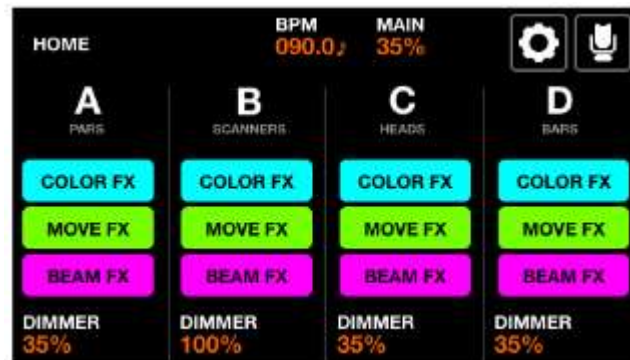 HOME
BPM
090.0♪
MAIN
35%
A
PARS
B
SCANNERS
C
HEADS
D
BARS
COLOR FX COLOR FX COLOR FX COLOR FX
MOVE FX MOVE FX MOVE FX MOVE FX
BEAM FX BEAM FX BEAM FX BEAM FX
DIMMER DIMMER DIMMER DIMMER
35% 100% 35% 35%